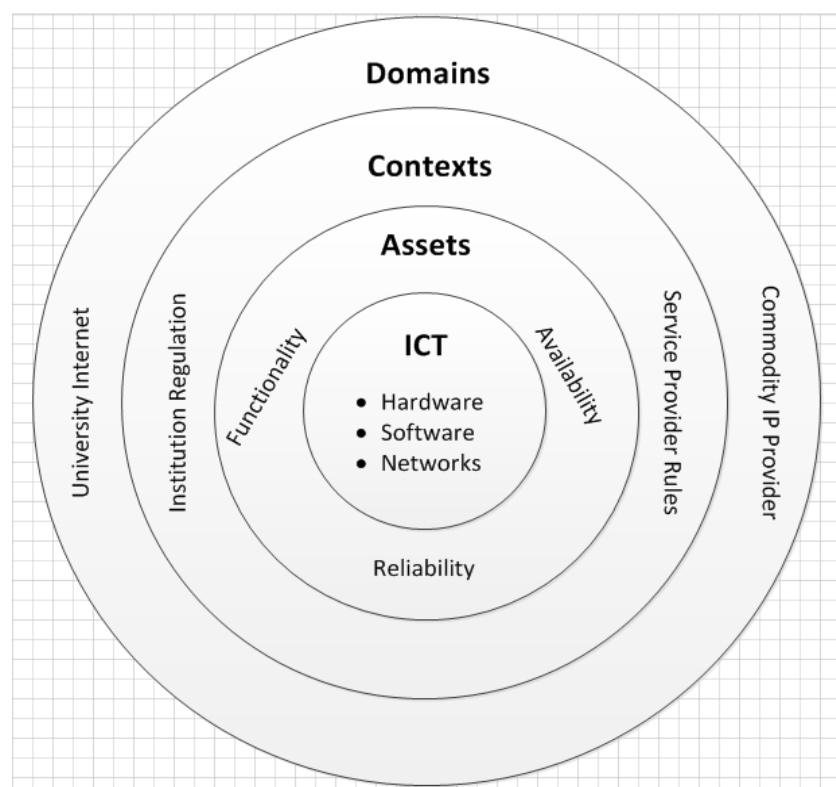 Domains
Contexts
Assets
ICT
• Hardware
• Software
• Networks
Functionality
Availability
Reliability
Institution Regulation
Service Provider Rules
University Internet
Commodity IP Provider